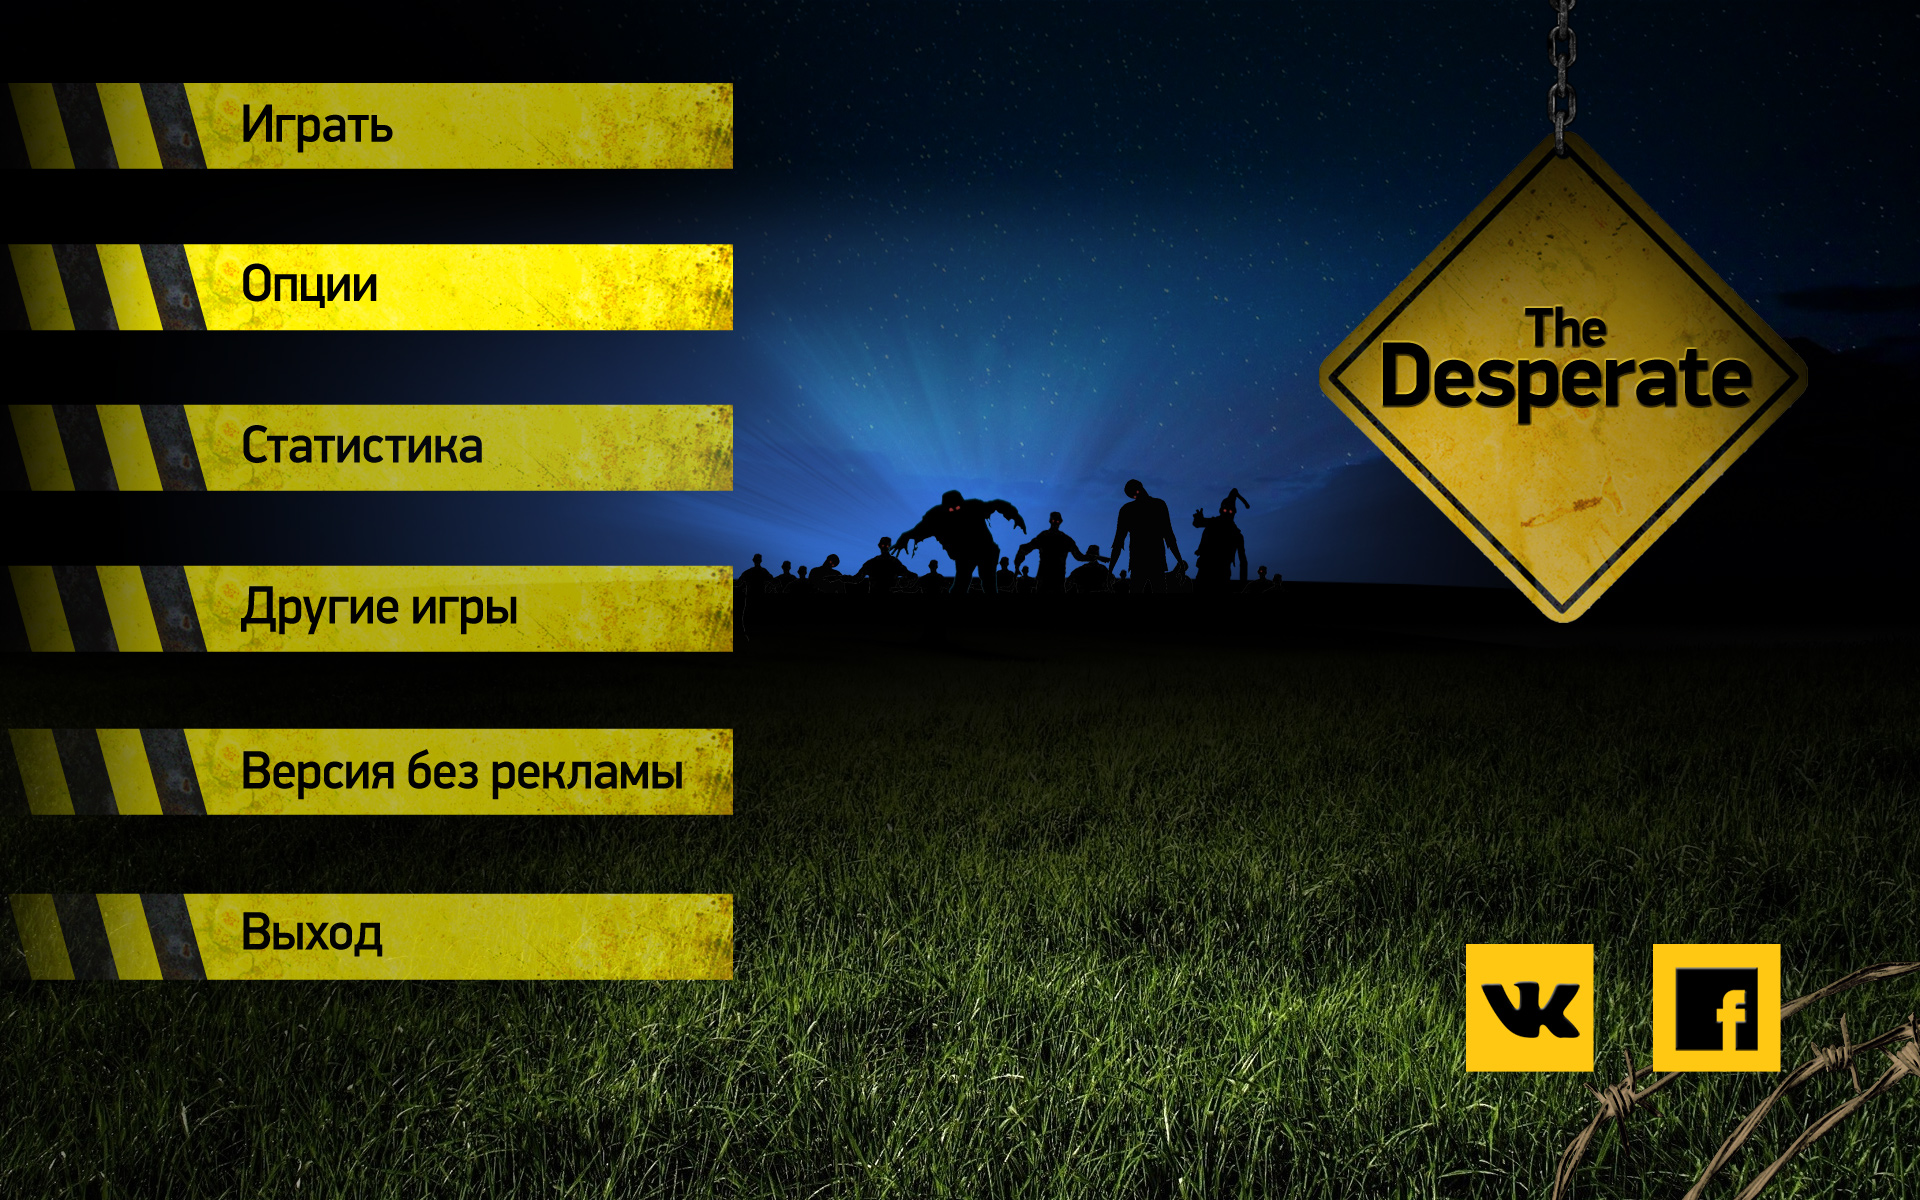 Играть
Опции
Статистика
Другие игры
Версия без рекламы
Выход
The
Desperate